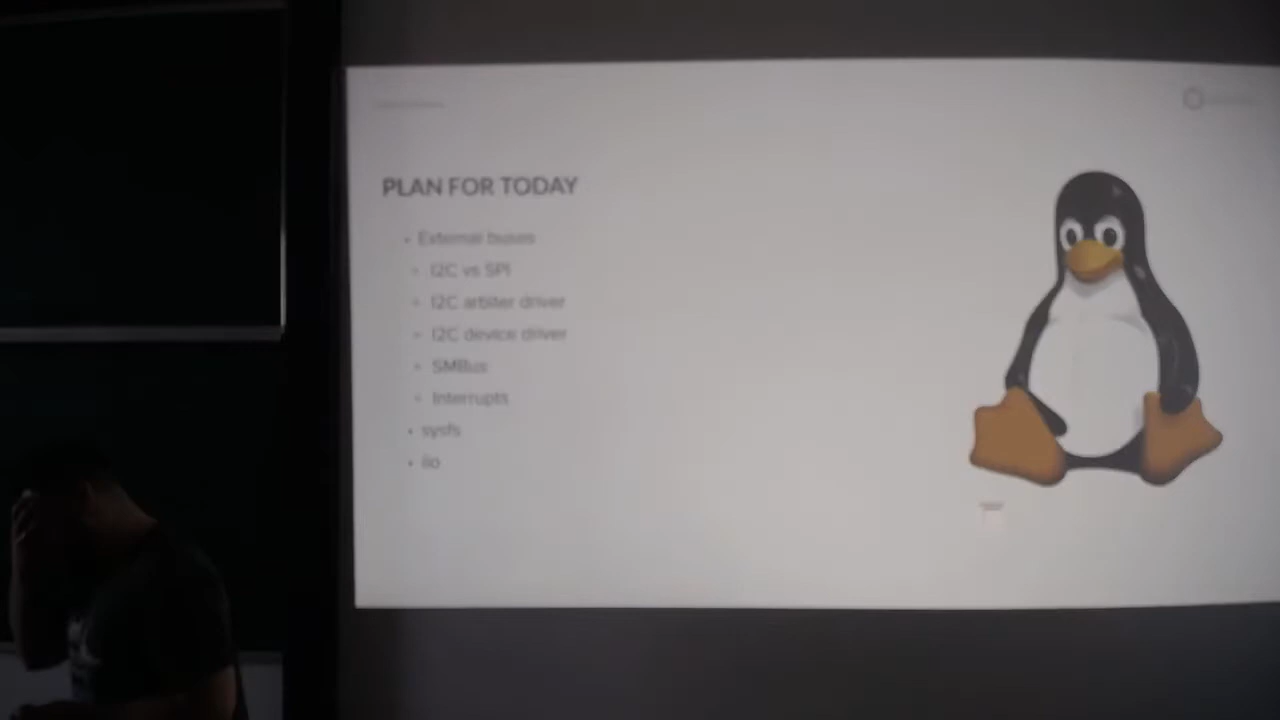 PLAN FOR TODAY
• External buses
◦ I2C vs SPI
◦ I2C arbiter driver
◦ I2C device driver
◦ SMBus
◦ Interrupts
• sysfs
• iio